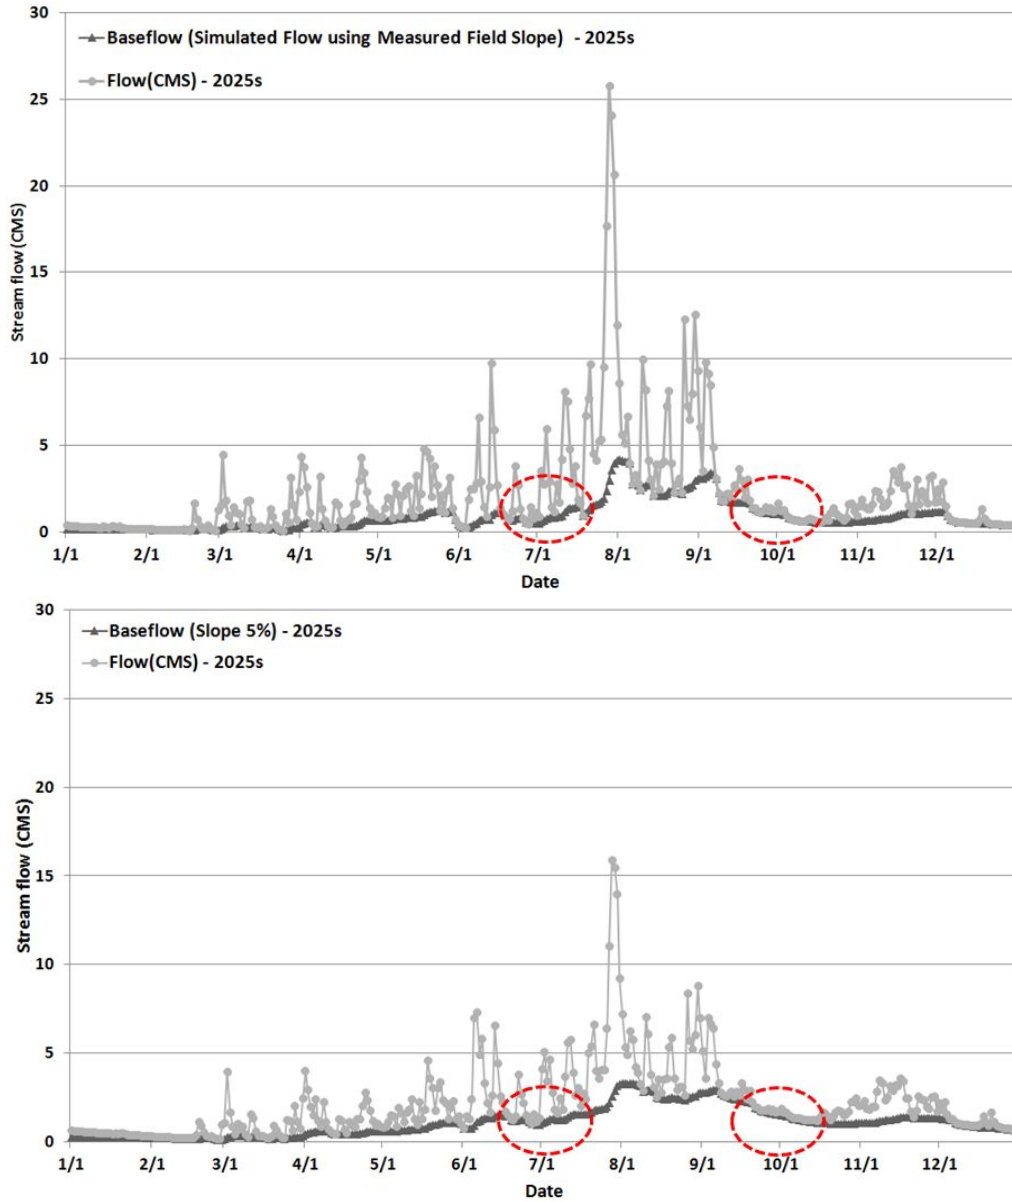 30
Baseflow (Simulated Flow using Measured Field Slope) - 2025s
Flow(CMS) - 2025s
25
20
15
10
5
0
Stream flow (CMS)
1/1 2/1 3/1 4/1 5/1 6/1 7/1 8/1 9/1 10/1 11/1 12/1
Date
30
Baseflow (Slope 5%) - 2025s
Flow(CMS) - 2025s
25
20
15
10
5
0
Stream flow (CMS)
1/1 2/1 3/1 4/1 5/1 6/1 7/1 8/1 9/1 10/1 11/1 12/1
Date